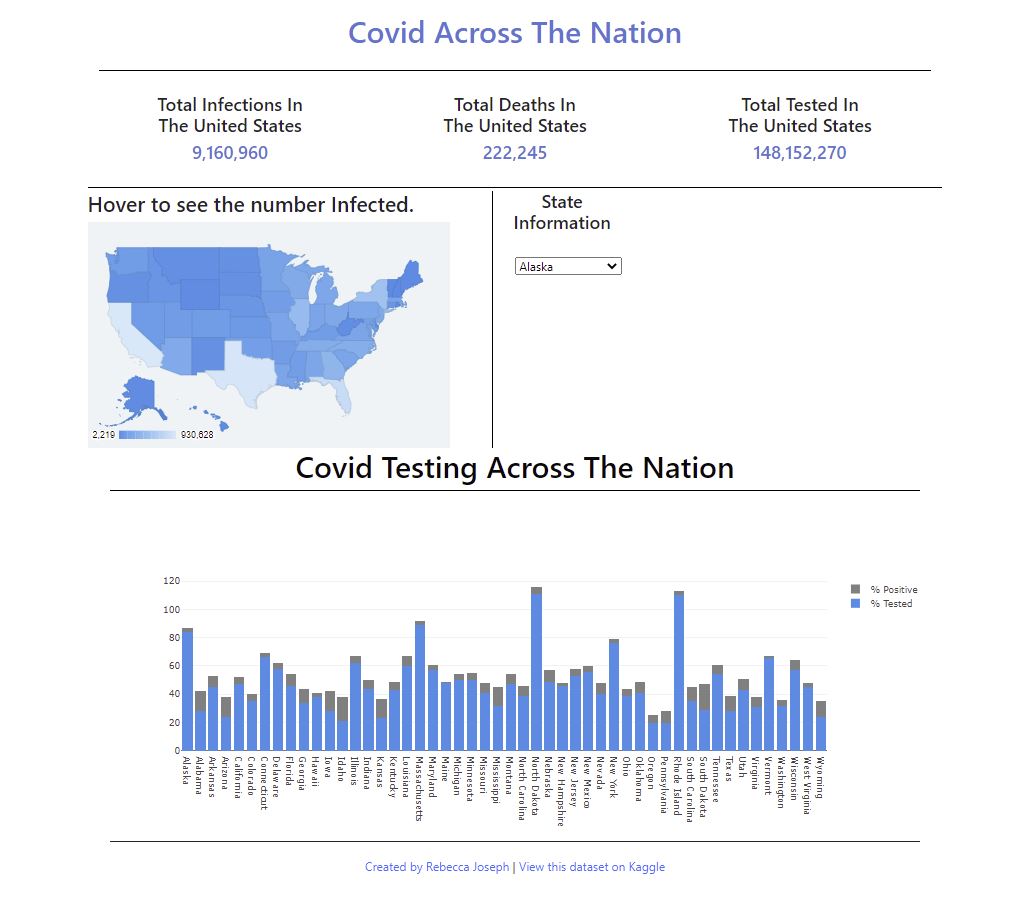 Covid Across The Nation
Total Infections In
The United States
9,160,960
Total Deaths In
The United States
222,245
Total Tested In
The United States
148,152,270
Hover to see the number Infected.
2,219
930,628
State
Information
Alaska
Covid Testing Across The Nation
120
100
80
60
40
20
0
% Positive
% Tested
Alaska
Alabama
Arkansas
Arizona
California
Colorado
Connecticut
Delaware
Florida
Georgia
Hawaii
Iowa
Idaho
Illinois
Indiana
Kansas
Kentucky
Louisiana
Massachusetts
Maryland
Maine
Michigan
Minnesota
Missouri
Mississippi
Montana
North Carolina
North Dakota
Nebraska
New Hampshire
New Jersey
New Mexico
Nevada
New York
Ohio
Oklahoma
Oregon
Pennsylvania
Rhode Island
South Carolina
South Dakota
Tennessee
Texas
Utah
Virginia
Vermont
Washington
Wisconsin
West Virginia
Wyoming
Created by Rebecca Joseph | View this dataset on Kaggle